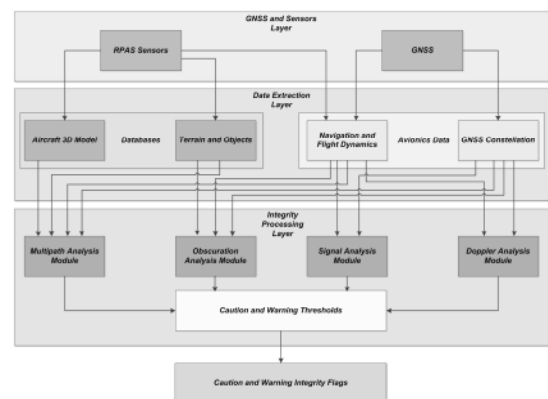 GNSS and Sensors
Layer
RPAS Sensors
GNSS
Data Extraction
Layer
Aircraft 3D Model
Databases
Terrain and Objects
Navigation and
Flight Dynamics
Avionics Data
GNSS Constellation
Integrity
Processing
Layer
Multipath Analysis
Module
Obscuration
Analysis Module
Signal Analysis
Module
Doppler Analysis
Module
Caution and Warning Thresholds
Caution and Warning Integrity Flags